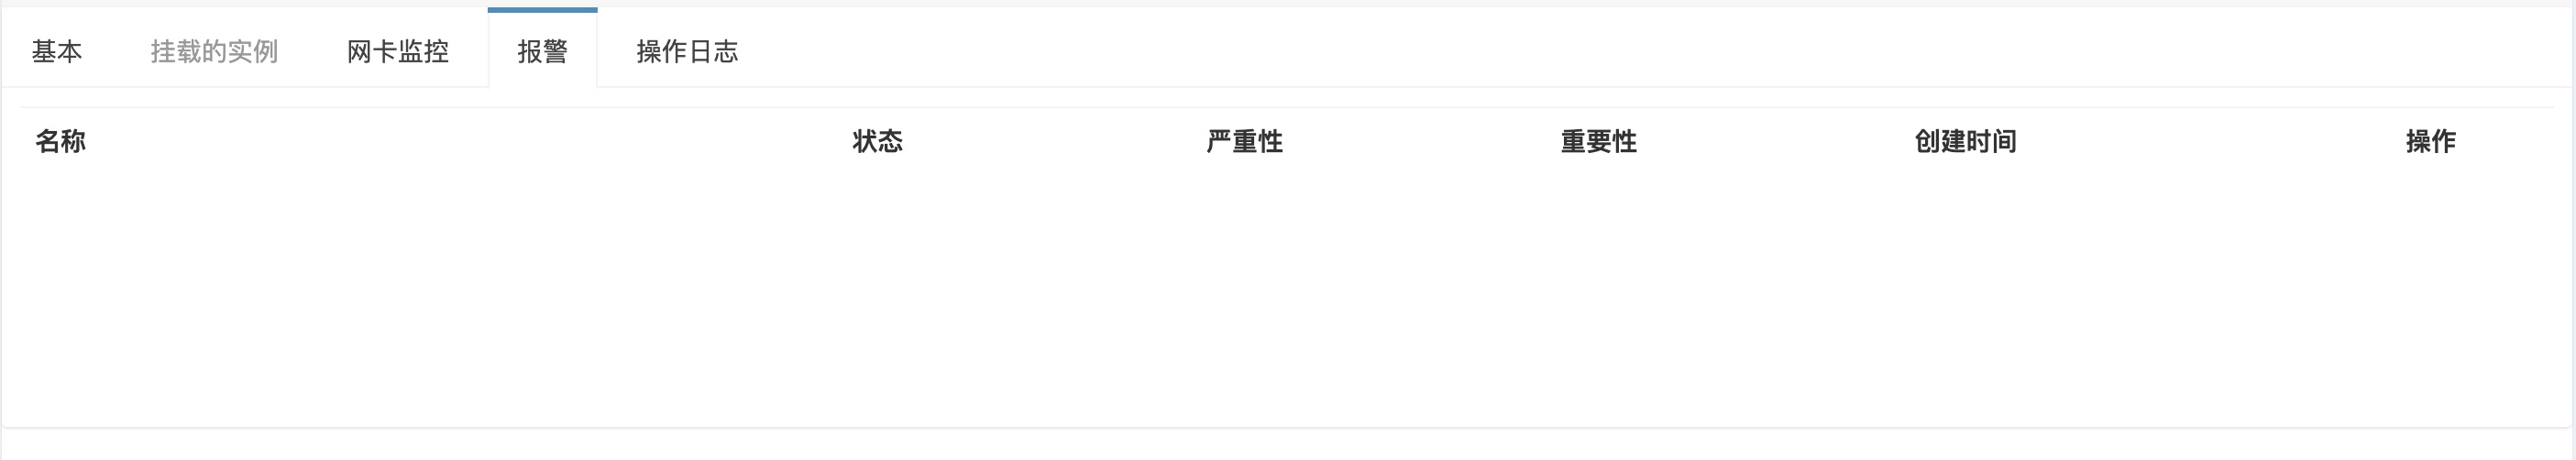 基本 挂载的实例 网卡监控 报警 操作日志
名称 状态 严重性 重要性 创建时间 操作